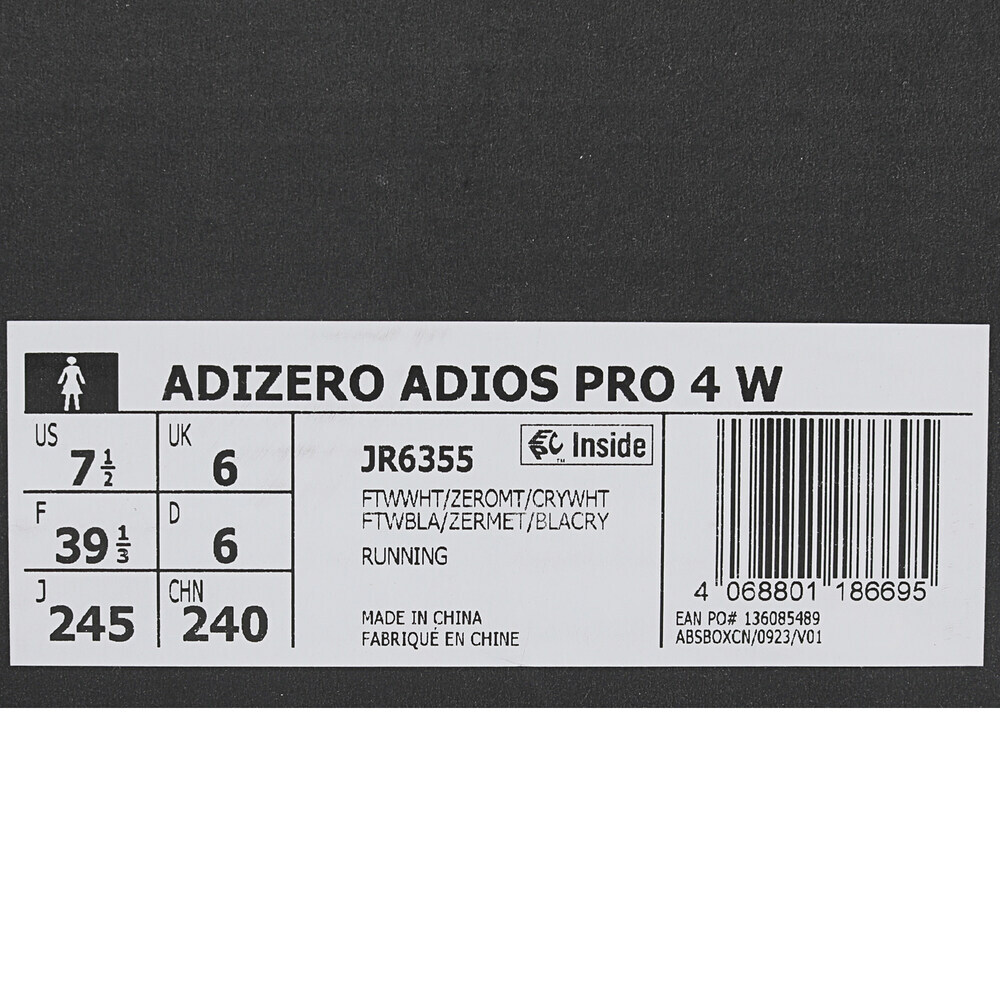 ADIZERO ADIOS PRO 4 W
US 7 1/2
UK 6
F 39 1/3
D 6
J 245
CHN 240
JR6355
Inside
FTWWHT/ZEROMT/CRYWHT
FTWBLA/ZERMET/BLACRY
RUNNING
MADE IN CHINA
FABRIQUÉ EN CHINE
4 068801 186695
EAN PO# 136085489
ABSBOXCN/0923/V01